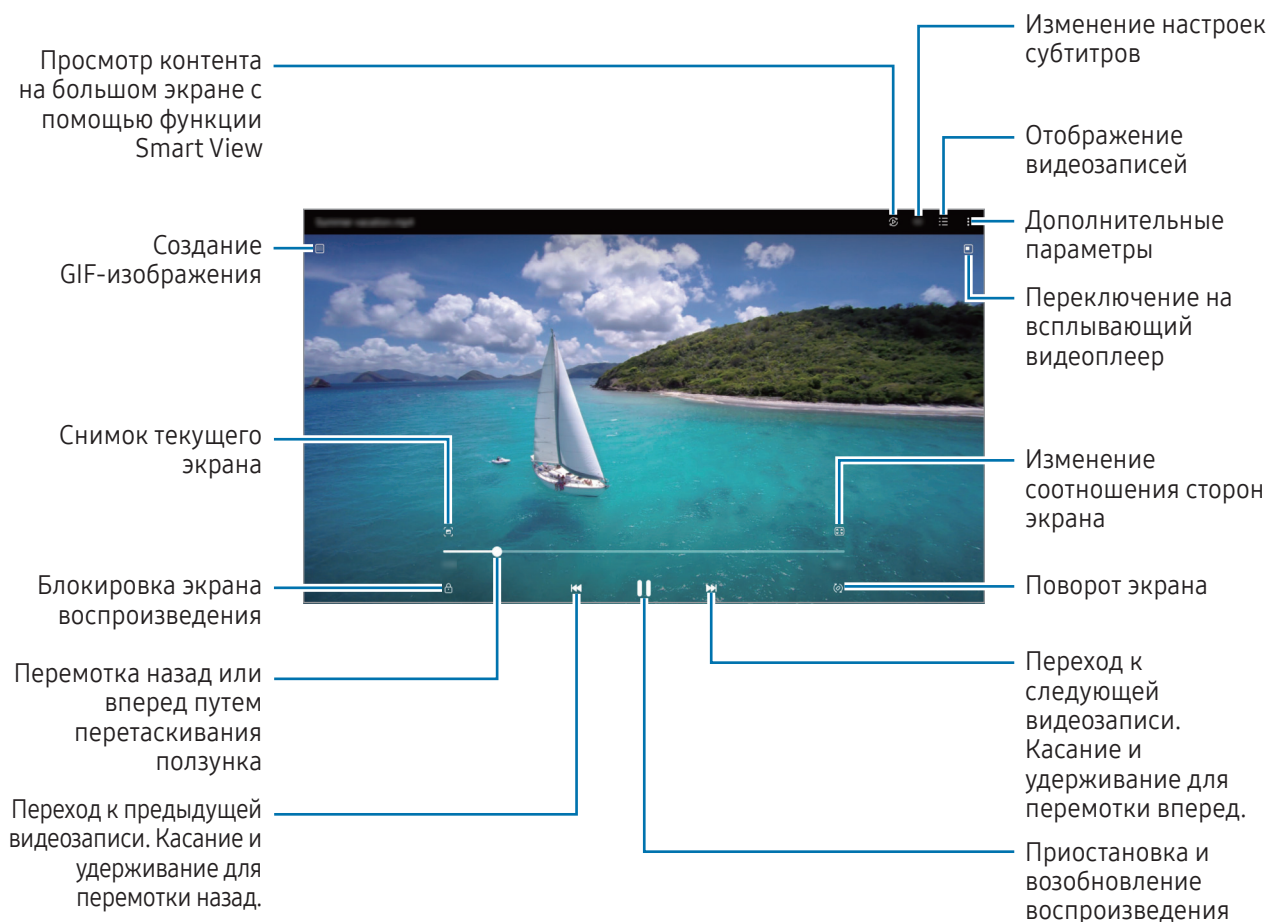 Просмотр контента
на большом экране с
помощью функции
Smart View
Создание
GIF-изображения
Снимок текущего
экрана
Блокировка экрана
воспроизведения
Перемотка назад или
вперед путем
перетаскивания
ползунка
Переход к предыдущей
видеозаписи. Касание и
удерживание для
перемотки назад.
Изменение настроек
субтитров
Отображение
видеозаписей
Дополнительные
параметры
Переключение на
всплывающий
видеоплеер
Изменение
соотношения сторон
экрана
Поворот экрана
Переход к
следующей
видеозаписи.
Касание и
удерживание для
перемотки вперед.
Приостановка и
возобновление
воспроизведения